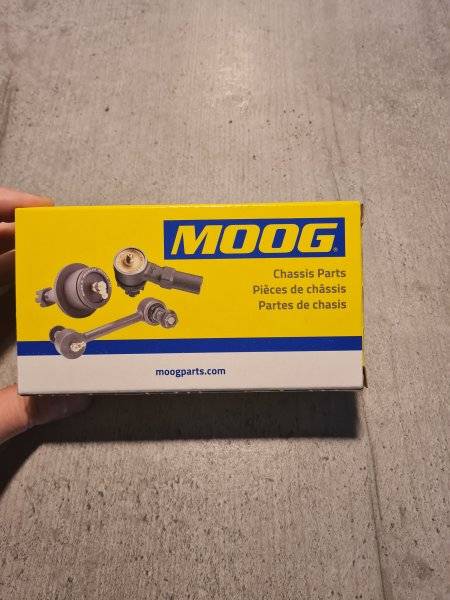 MOOG®
Chassis Parts
Pièces de châssis
Partes de chasis
moogparts.com